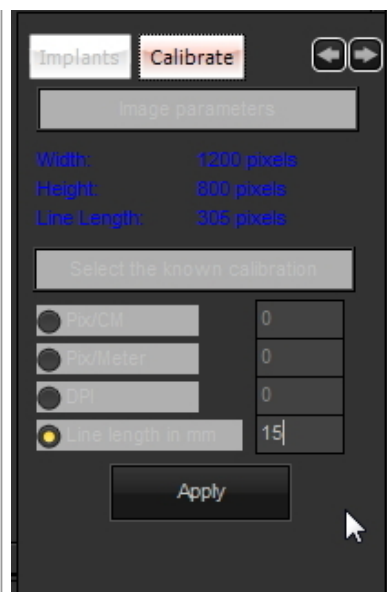 Implants Calibrate
Image parameters
Width: 1200 pixels
Height: 800 pixels
Line Length: 305 pixels
Select the known calibration
Pix/CM 0
Pix/Meter 0
DPI 0
Line length in mm 15
Apply